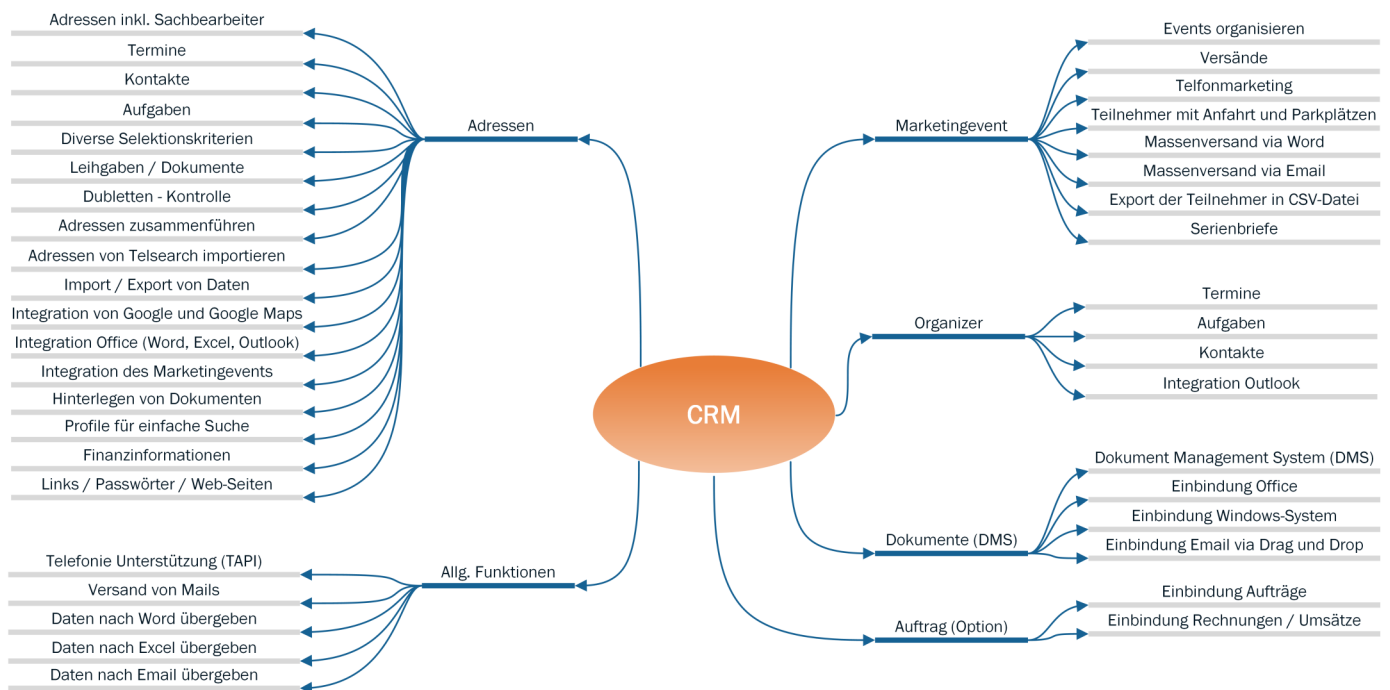 Adressen inkl. Sachbearbeiter
Termine
Kontakte
Aufgaben
Diverse Selektionskriterien
Leihgaben / Dokumente
Dubletten - Kontrolle
Adressen zusammenführen
Adressen von Telsearch importieren
Import / Export von Daten
Integration von Google und Google Maps
Integration Office (Word, Excel, Outlook)
Integration des Marketingevents
Hinterlegen von Dokumenten
Profile für einfache Suche
Finanzinformationen
Links / Passwörter / Web-Seiten
Adressen
Telefonie Unterstützung (TAPI)
Versand von Mails
Daten nach Word übergeben
Daten nach Excel übergeben
Daten nach Email übergeben
Allg. Funktionen
CRM
Marketingevent
Events organisieren
Versände
Telfonmarketing
Teilnehmer mit Anfahrt und Parkplätzen
Massenversand via Word
Massenversand via Email
Export der Teilnehmer in CSV-Datei
Serienbriefe
Organizer
Termine
Aufgaben
Kontakte
Integration Outlook
Dokumente (DMS)
Dokument Management System (DMS)
Einbindung Office
Einbindung Windows-System
Einbindung Email via Drag und Drop
Auftrag (Option)
Einbindung Aufträge
Einbindung Rechnungen / Umsätze